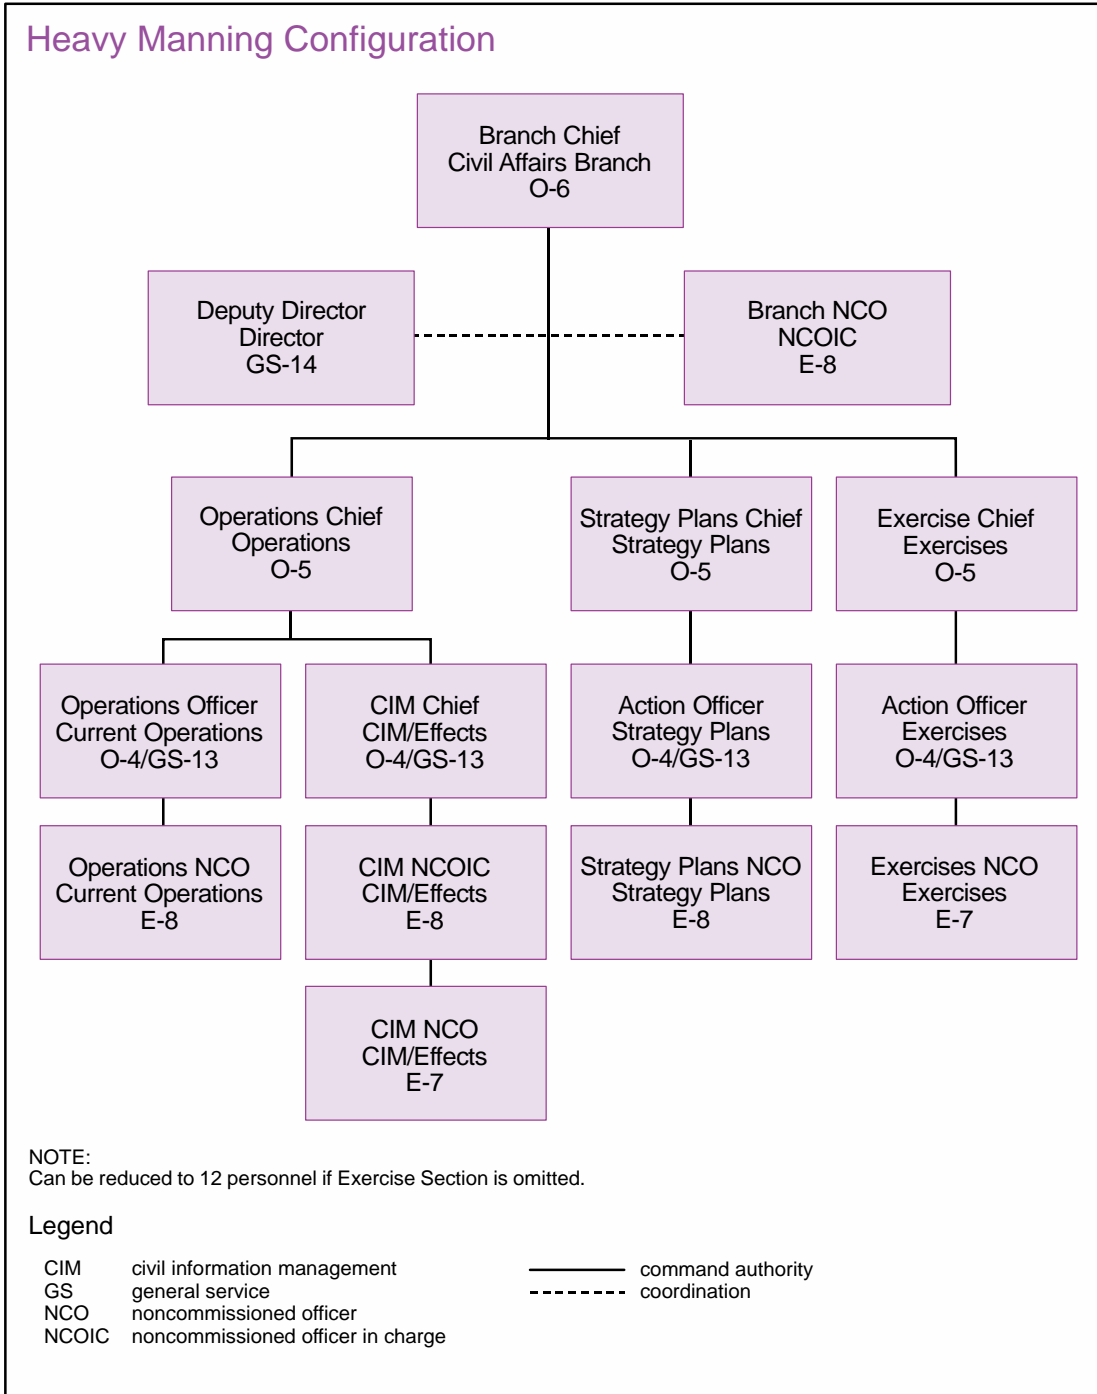 Heavy Manning Configuration
Branch Chief
Civil Affairs Branch
O-6
Deputy Director
Director
GS-14
Branch NCO
NCOIC
E-8
Operations Chief
Operations
O-5
Strategy Plans Chief
Strategy Plans
O-5
Exercise Chief
Exercises
O-5
Operations Officer
Current Operations
O-4/GS-13
CIM Chief
CIM/Effects
O-4/GS-13
Action Officer
Strategy Plans
O-4/GS-13
Action Officer
Exercises
O-4/GS-13
Operations NCO
Current Operations
E-8
CIM NCOIC
CIM/Effects
E-8
Strategy Plans NCO
Strategy Plans
E-8
Exercises NCO
Exercises
E-7
CIM NCO
CIM/Effects
E-7
NOTE:
Can be reduced to 12 personnel if Exercise Section is omitted.
Legend
CIM civil information management
GS general service
NCO noncommissioned officer
NCOIC noncommissioned officer in charge
command authority
coordination